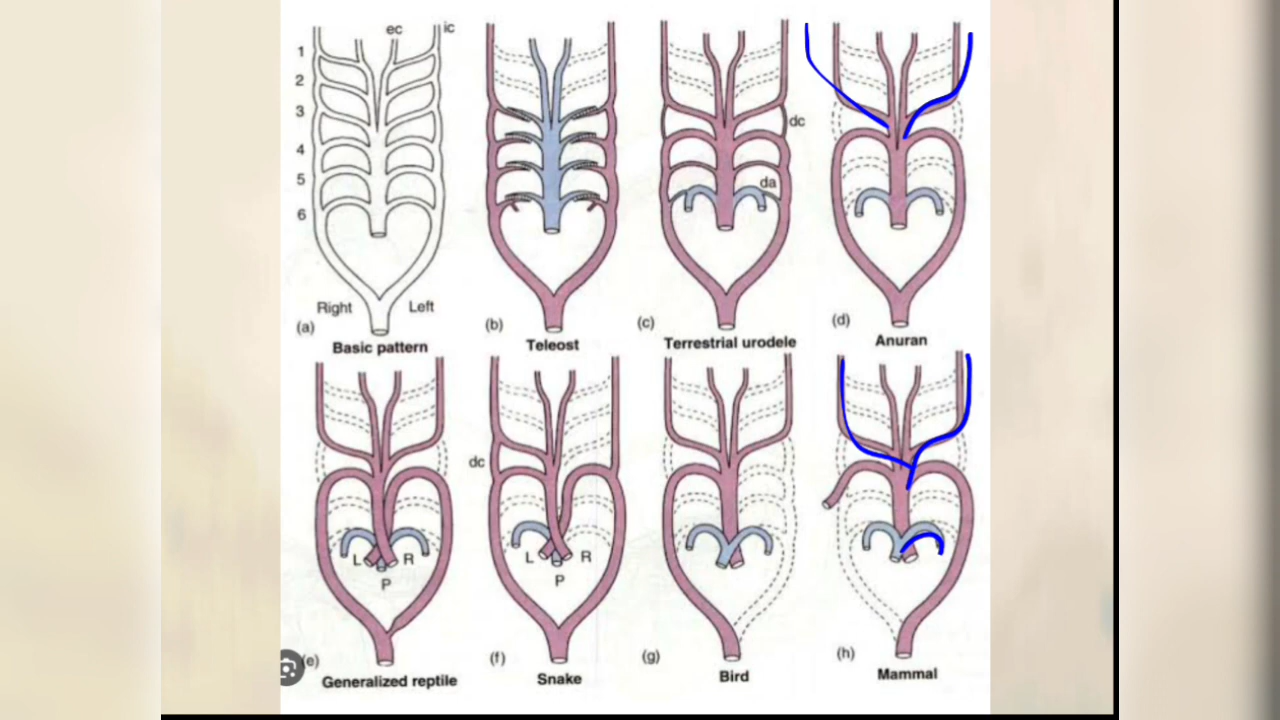 ec ic
1
2
3
4
5
6
Right Left
(a)
Basic pattern
(b)
Teleost
dc
da
(c)
Terrestrial urodele
(d)
Anuran
L R
P
(e)
Generalized reptile
dc
L R
P
(f)
Snake
(g)
Bird
(h)
Mammal